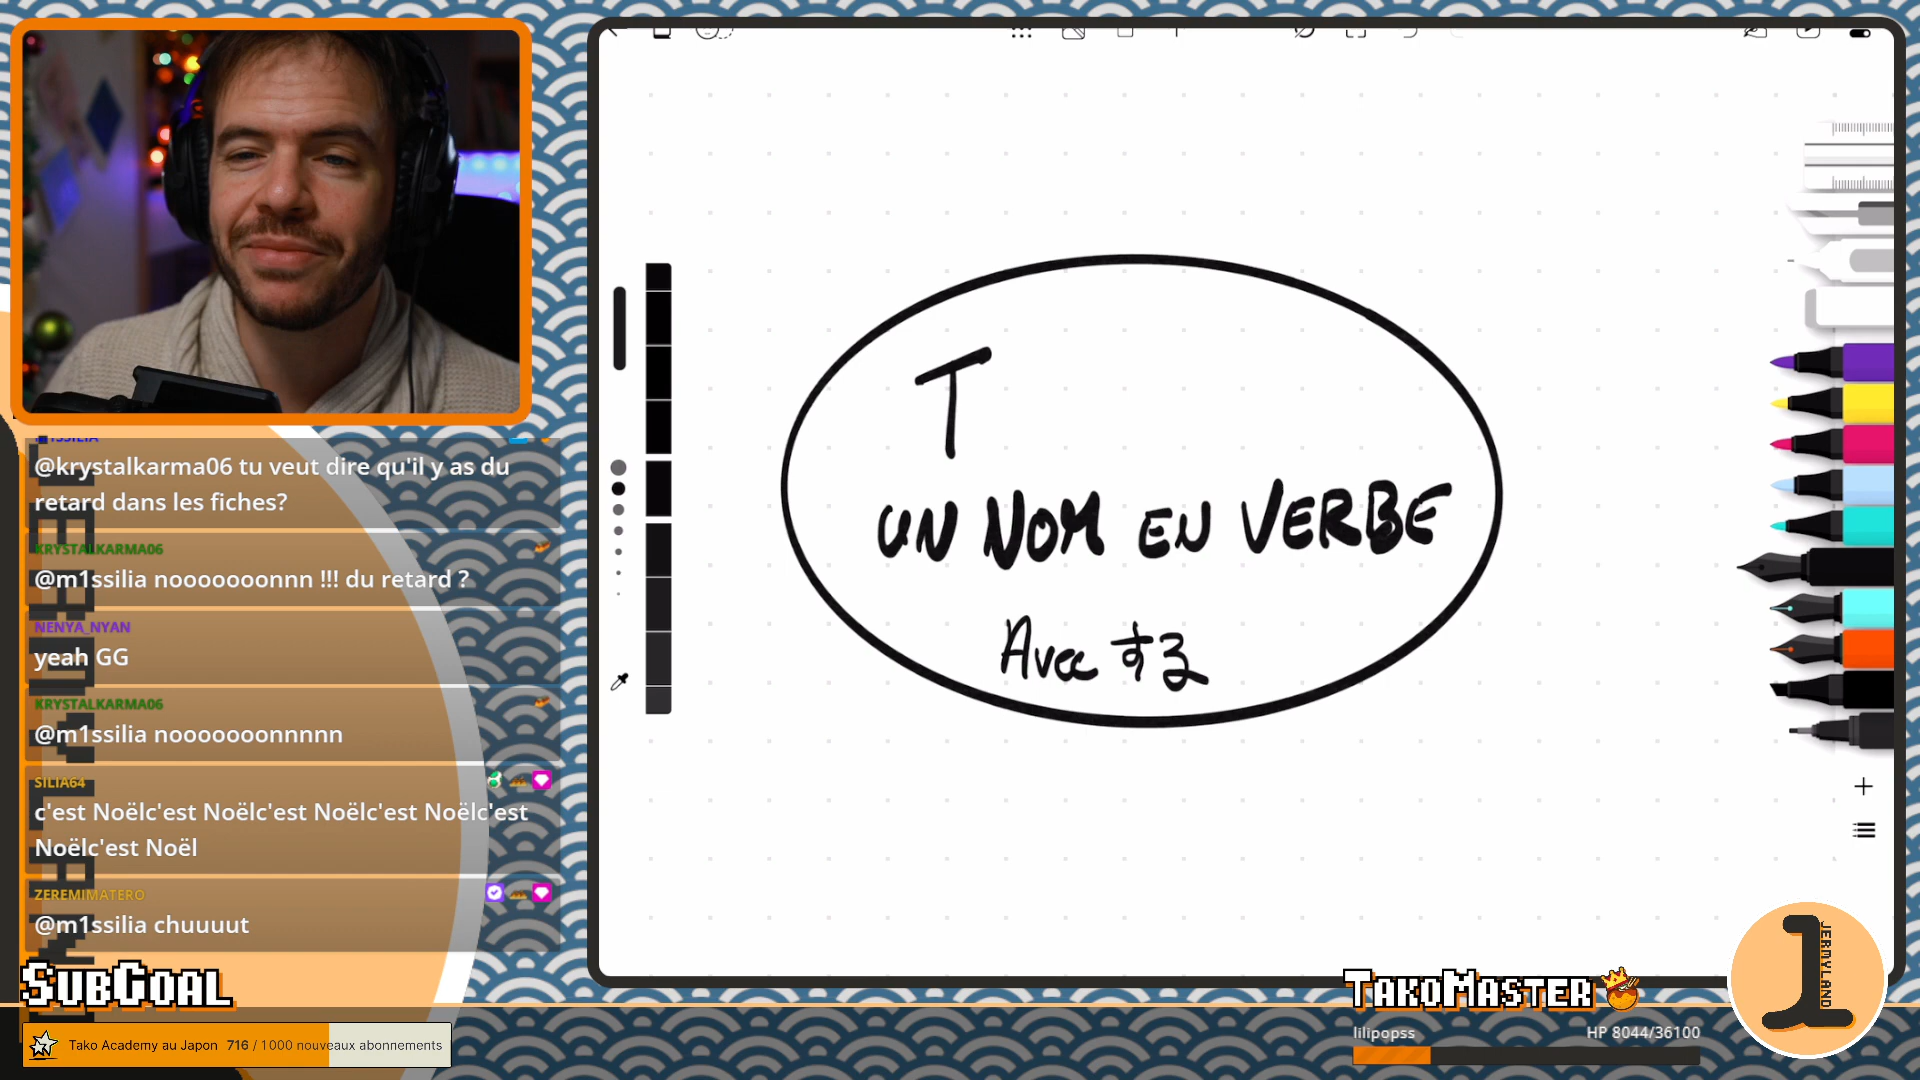 M1SSILIA
@krystalkarma06 tu veut dire qu'il y as du
retard dans les fiches?
KRYSTALKARMA06
@m1ssilia nooooooonnn !!! du retard ?
NENYA_NYAN
yeah GG
KRYSTALKARMA06
@m1ssilia nooooooonnnnn
SILIA64
c'est Noëlc'est Noëlc'est Noëlc'est Noëlc'est
Noëlc'est Noël
ZEREMIMATERO
@m1ssilia chuuuut
SUBGOAL
Tako Academy au Japon 716 / 1000 nouveaux abonnements
T
UN NOM EN VERBE
Avec する
TAKOMASTER
lilipopss HP 8044/36100
JERMYLAND